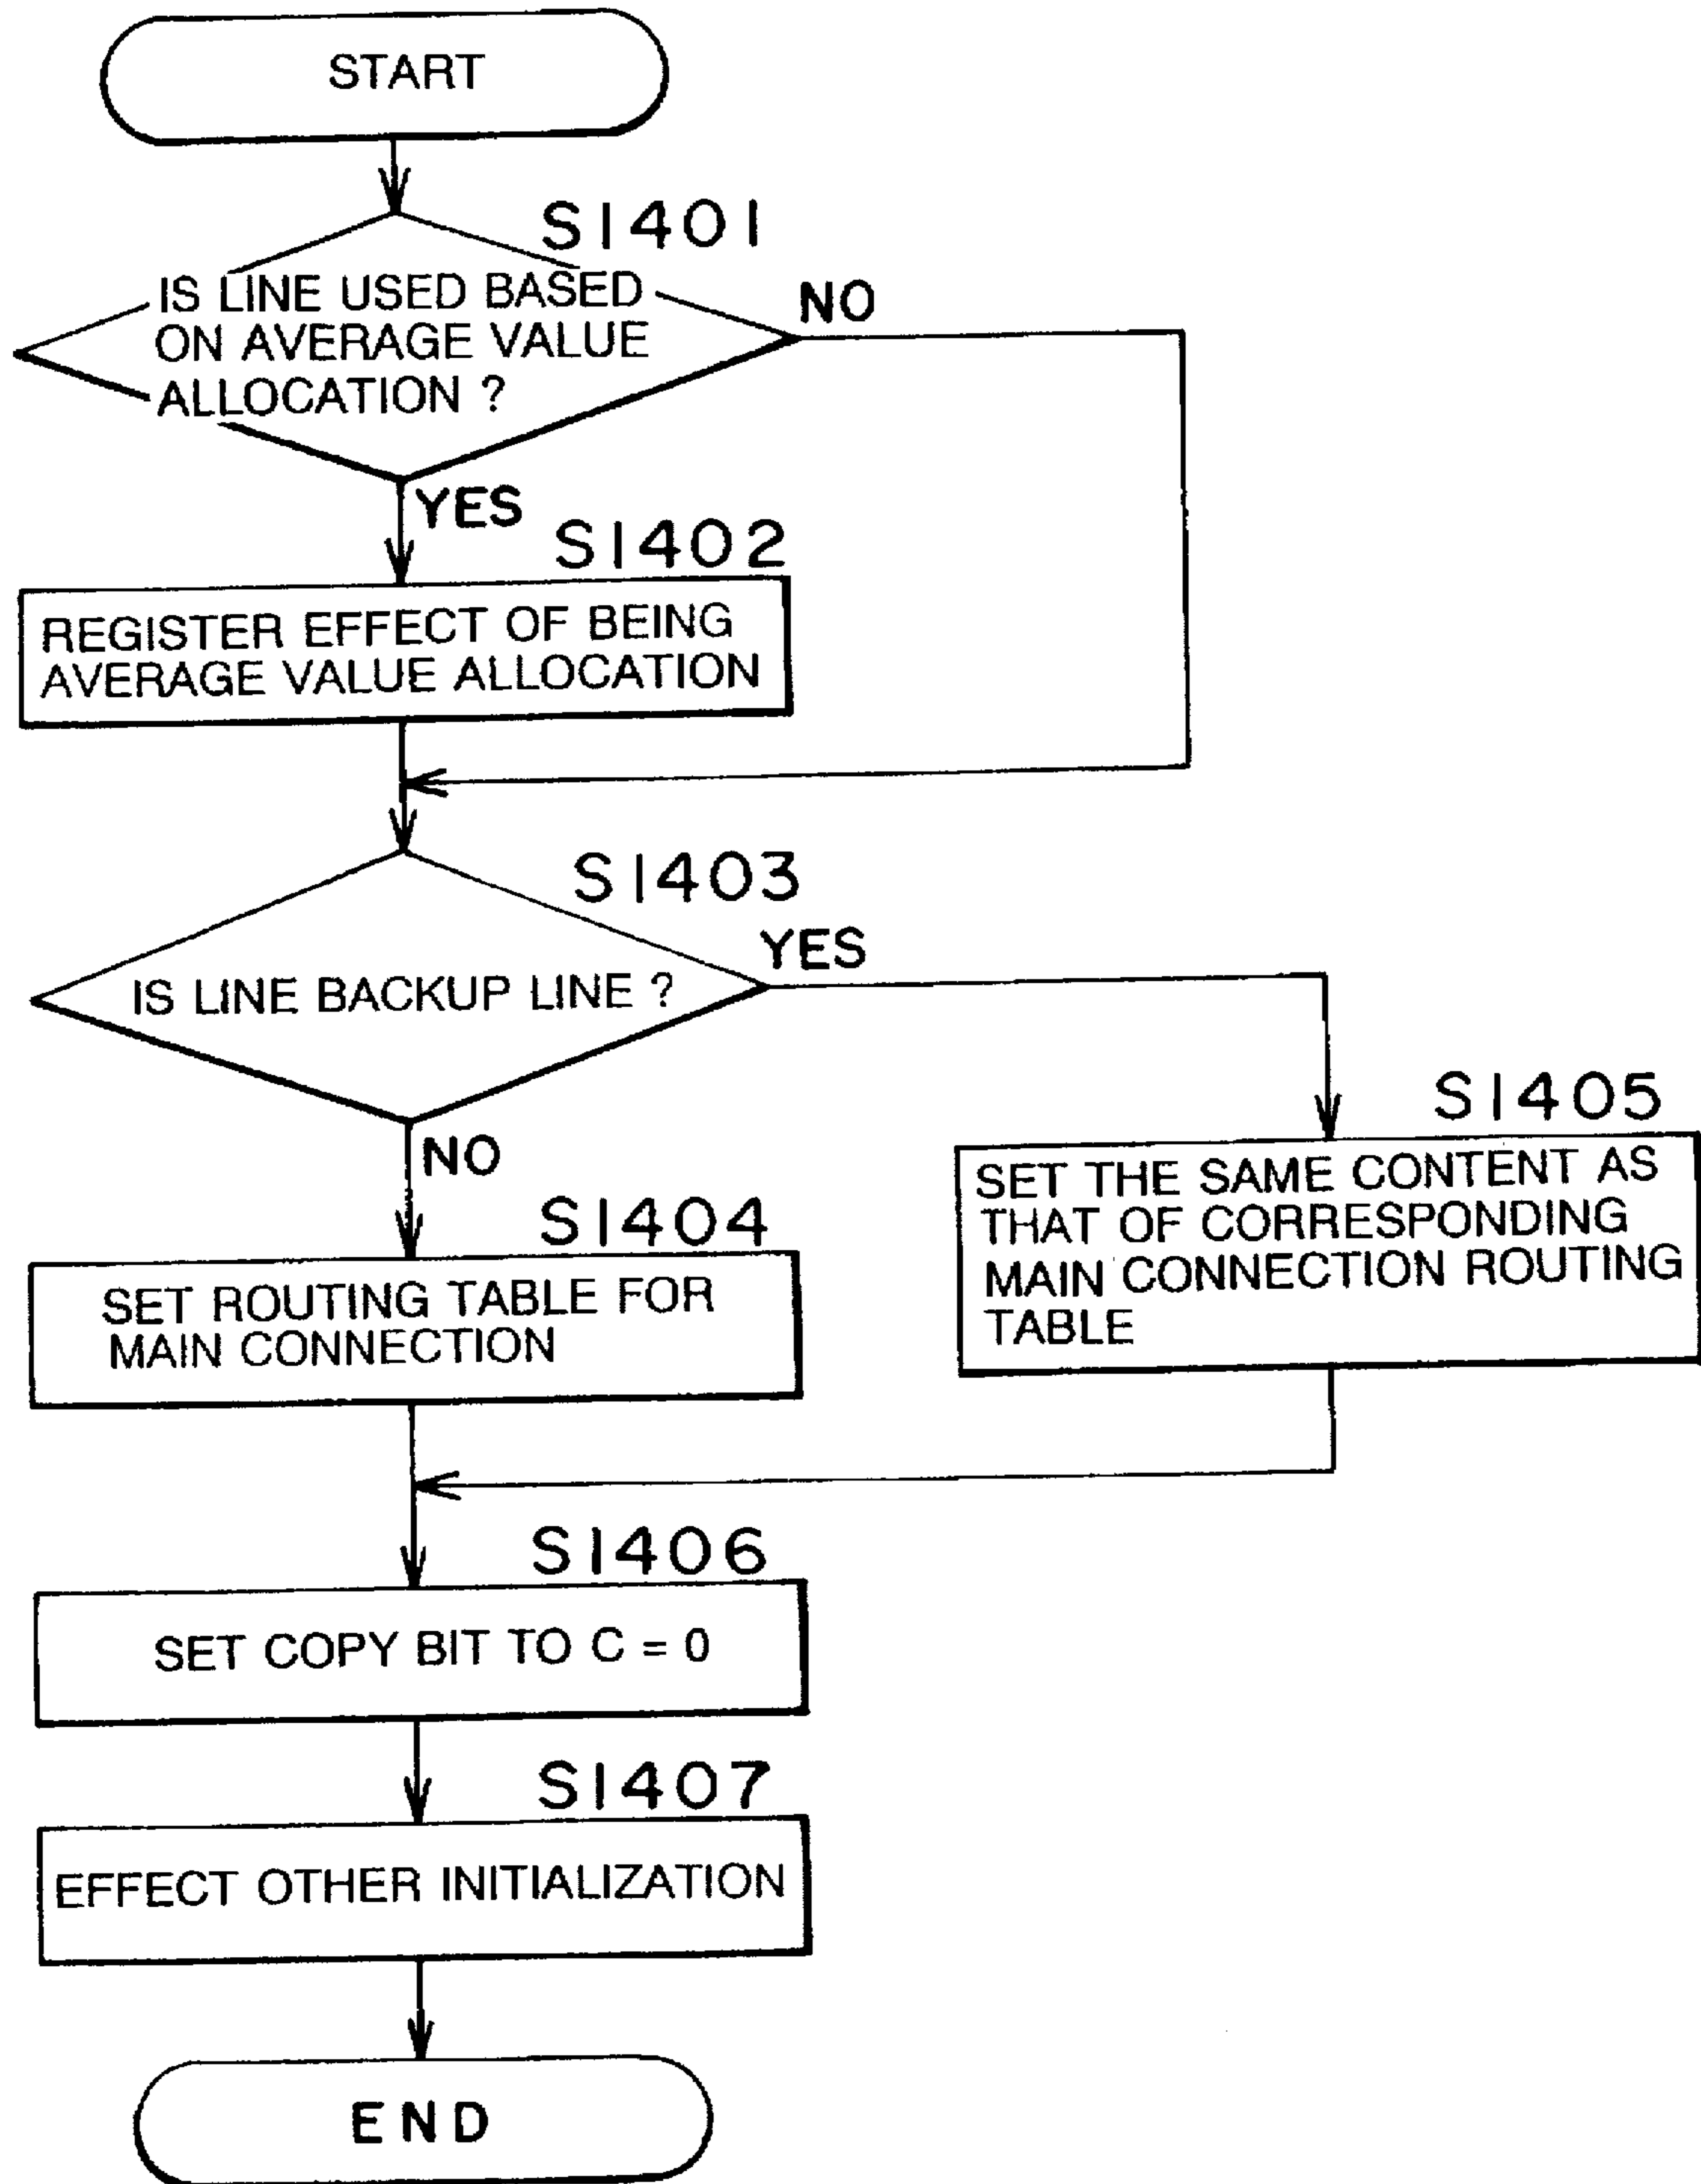 START
S1401
IS LINE USED BASED
ON AVERAGE VALUE
ALLOCATION ?
NO
YES
S1402
REGISTER EFFECT OF BEING
AVERAGE VALUE ALLOCATION
S1403
IS LINE BACKUP LINE ?
YES
NO
S1404
SET ROUTING TABLE FOR
MAIN CONNECTION
S1405
SET THE SAME CONTENT AS
THAT OF CORRESPONDING
MAIN CONNECTION ROUTING
TABLE
S1406
SET COPY BIT TO C = 0
S1407
EFFECT OTHER INITIALIZATION
END